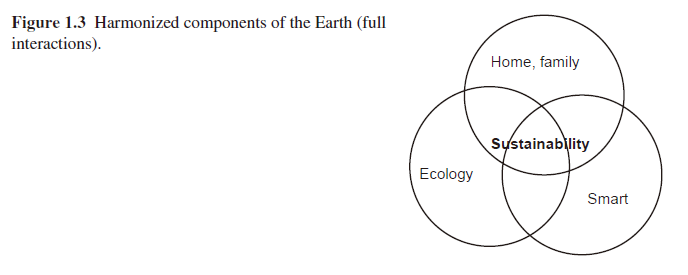 Figure 1.3 Harmonized components of the Earth (full
interactions).
Home, family
Sustainability
Ecology
Smart